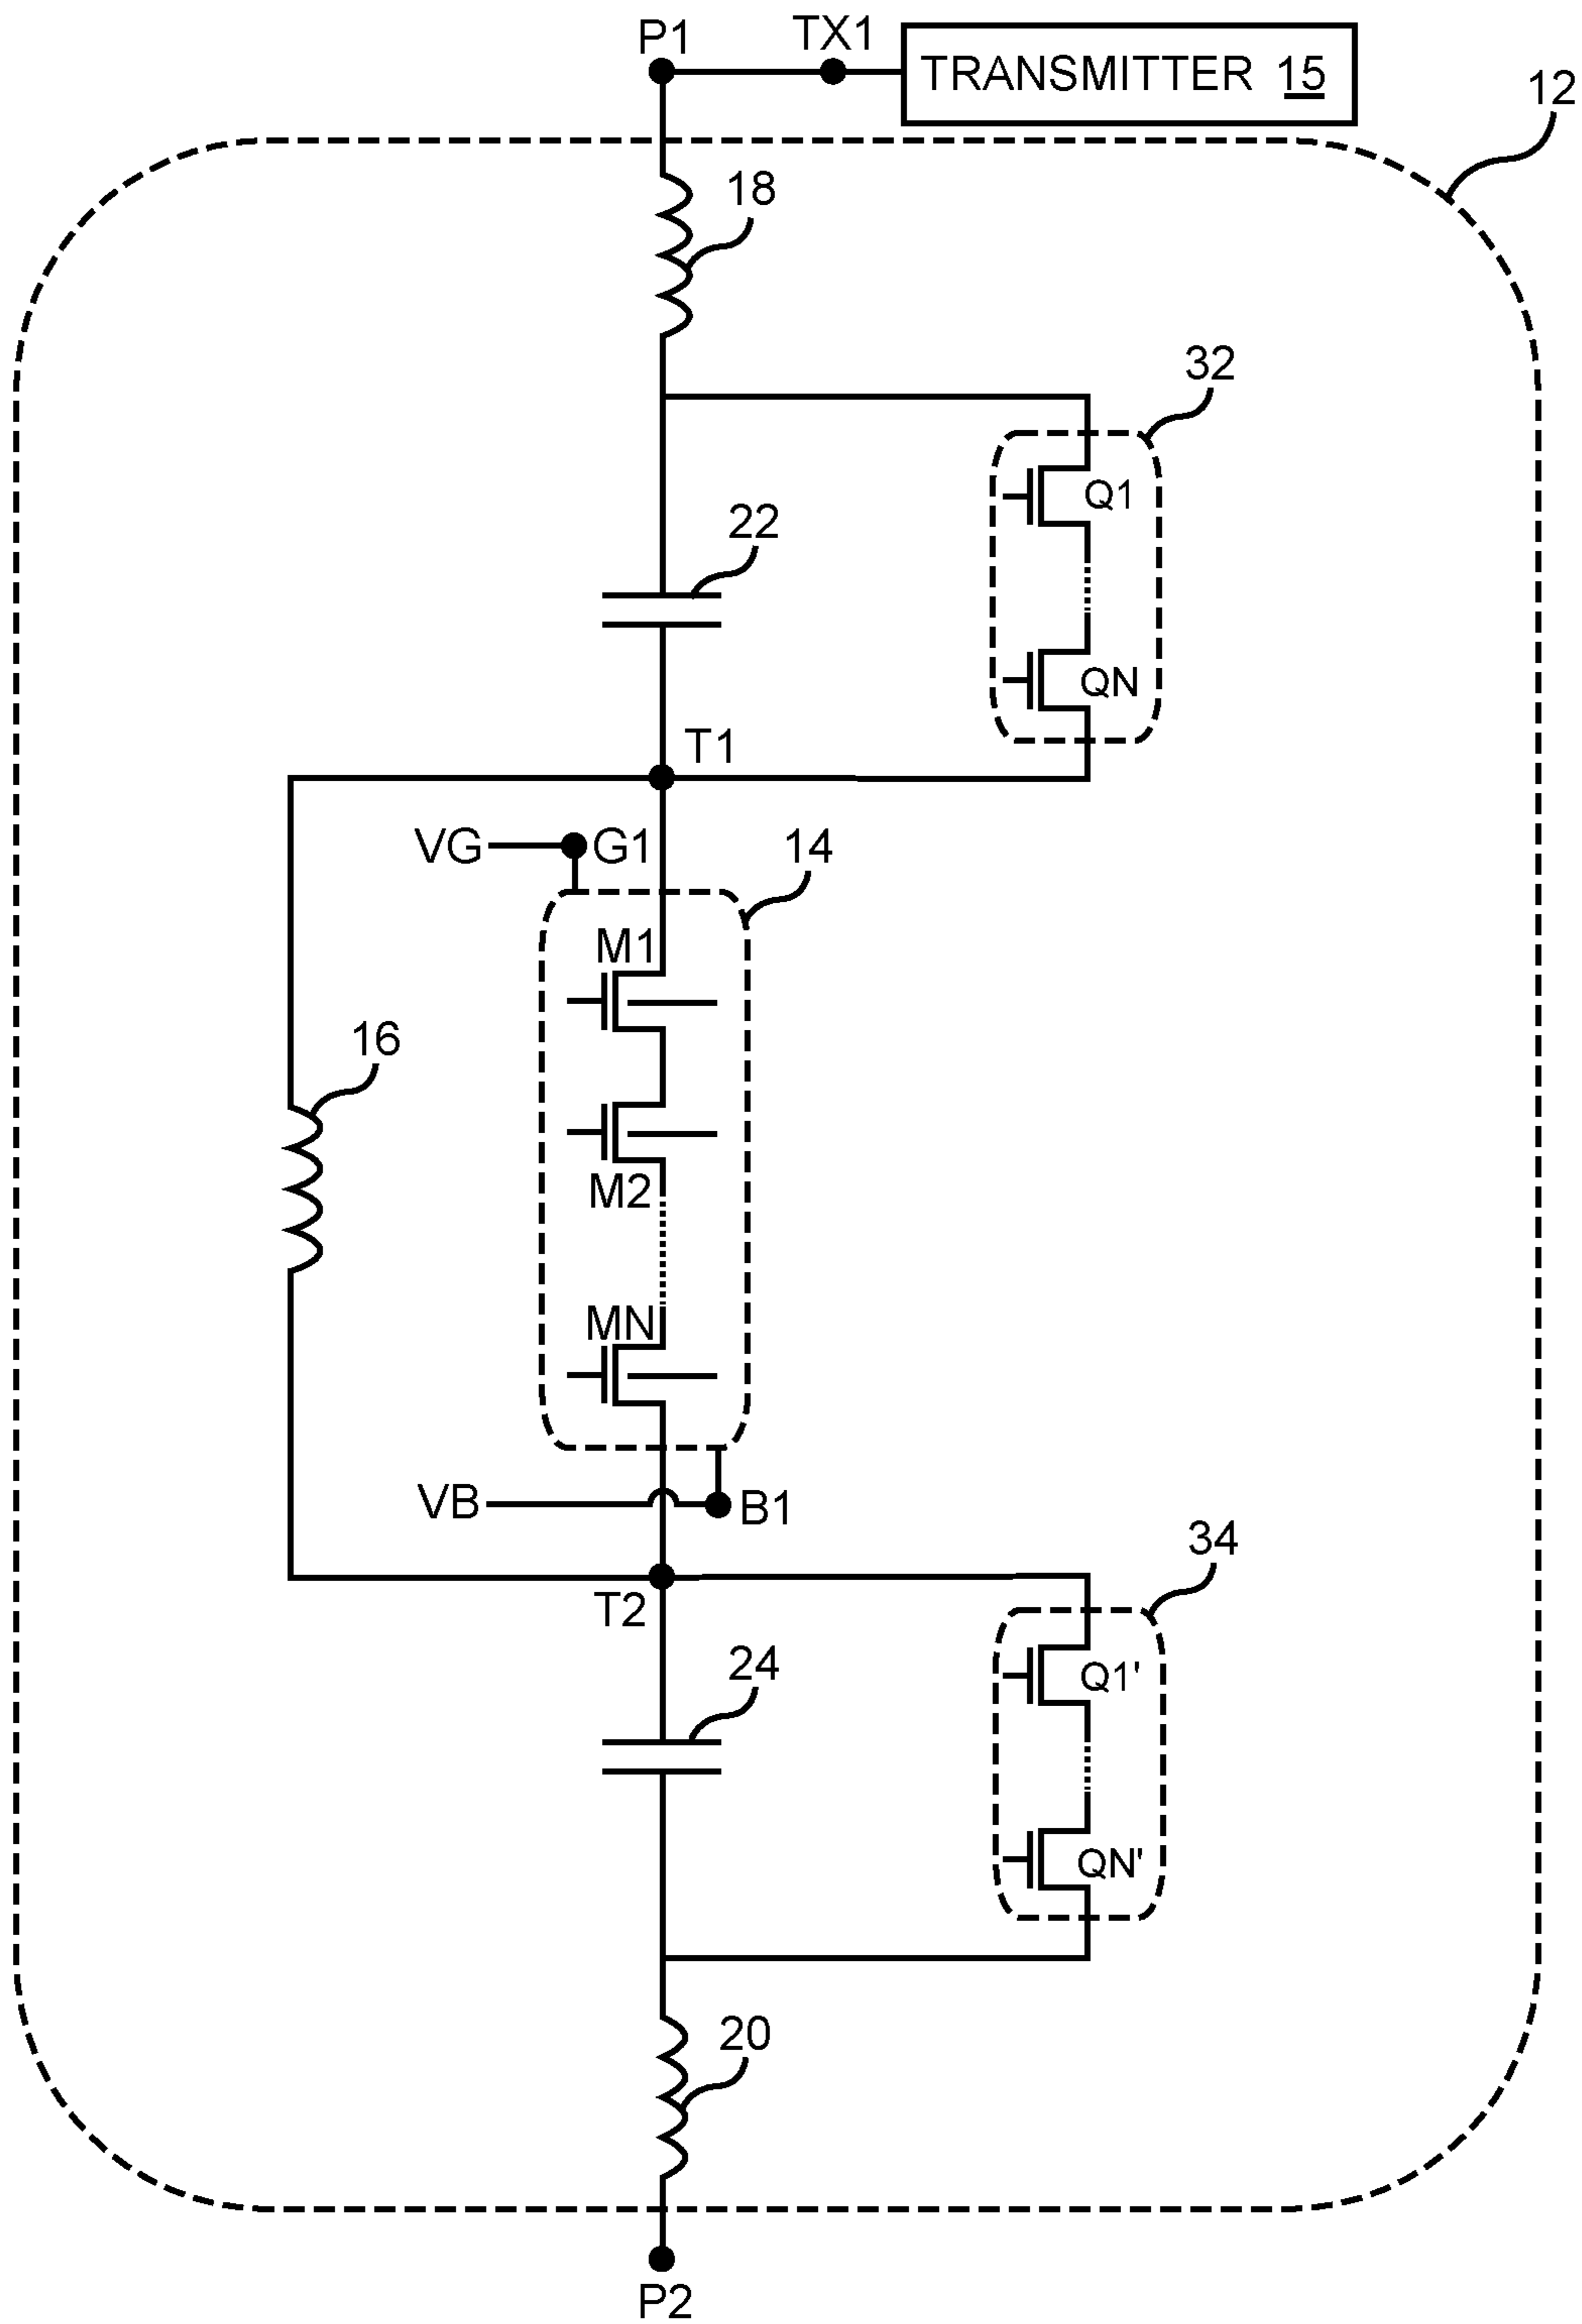 P1
TX1
TRANSMITTER 15
12
18
32
Q1
22
QN
T1
VG
G1
14
M1
16
M2
MN
VB
B1
34
T2
24
Q1'
QN'
20
P2